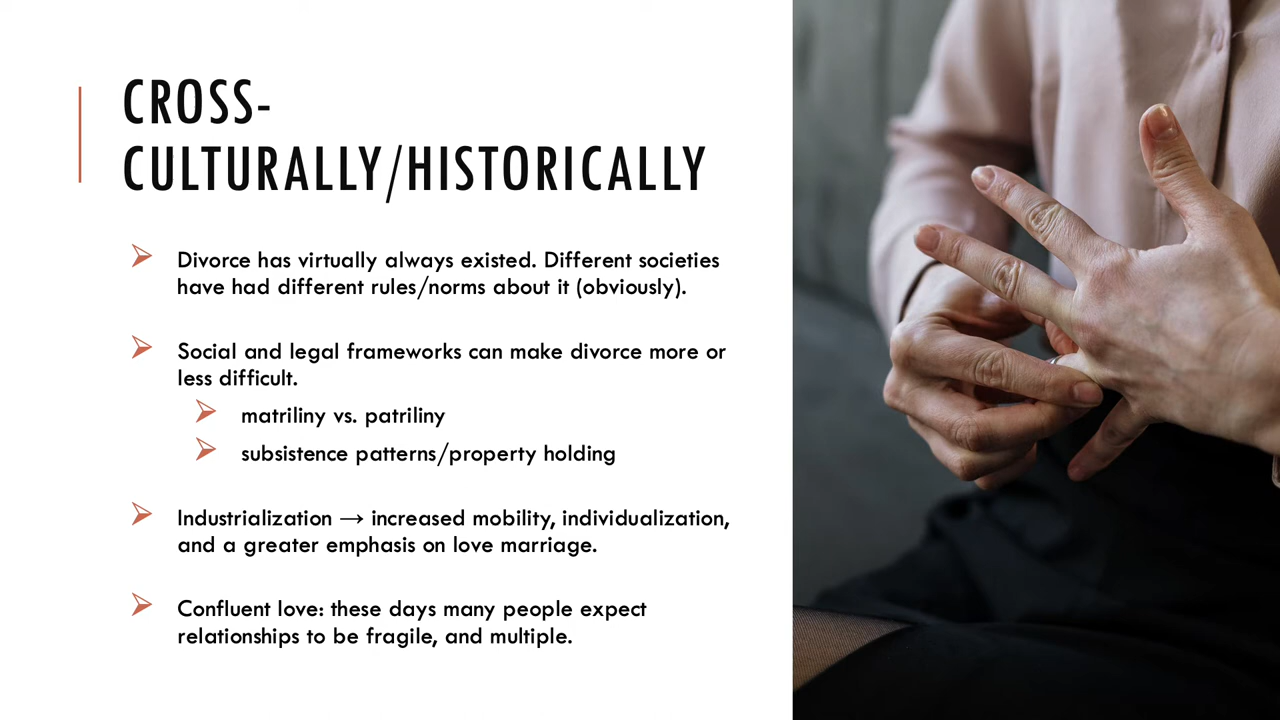 CROSS-
CULTURALLY/HISTORICALLY
Divorce has virtually always existed. Different societies
have had different rules/norms about it (obviously).
Social and legal frameworks can make divorce more or
less difficult.
matriliny vs. patriliny
subsistence patterns/property holding
Industrialization → increased mobility, individualization,
and a greater emphasis on love marriage.
Confluent love: these days many people expect
relationships to be fragile, and multiple.